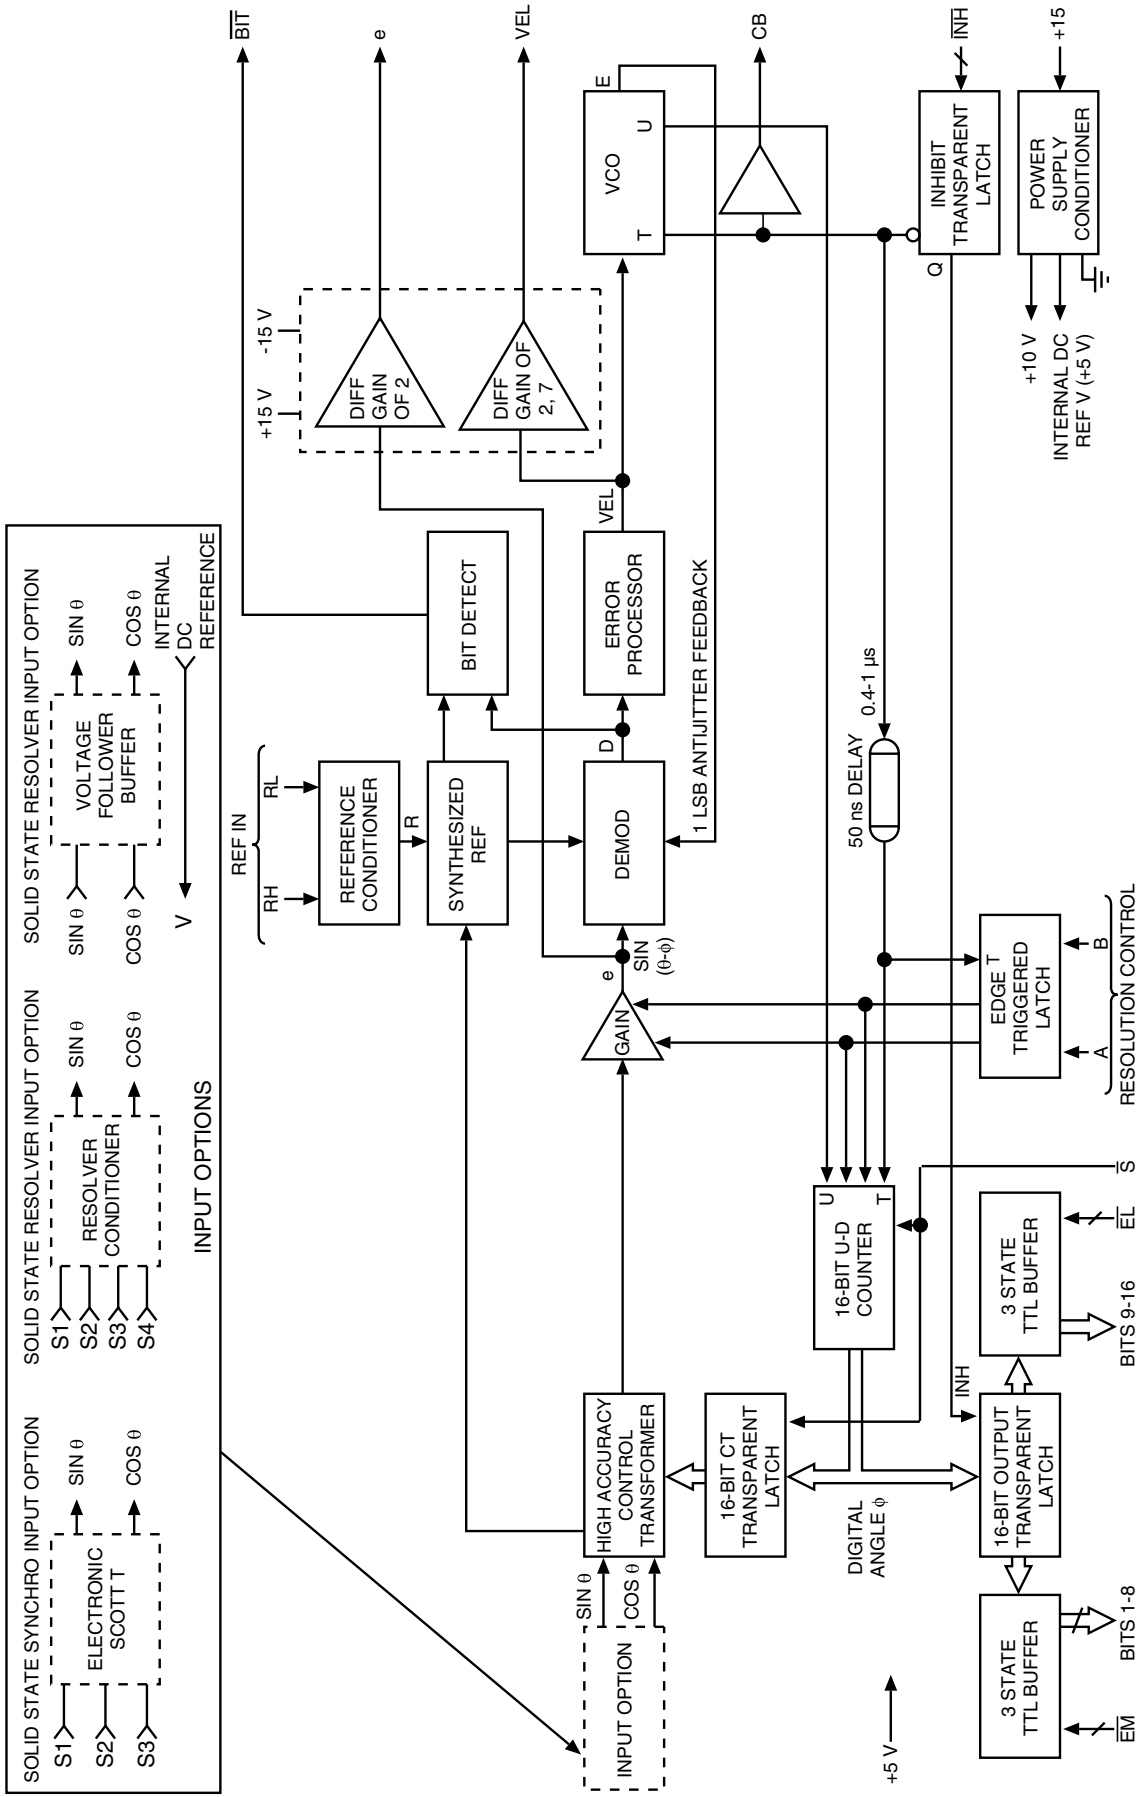 SOLID STATE SYNCHRO INPUT OPTION
S1
S2
S3
ELECTRONIC
SCOTT T
SIN θ
COS θ
SOLID STATE RESOLVER INPUT OPTION
S1
S2
S3
S4
RESOLVER
CONDITIONER
SIN θ
COS θ
SOLID STATE RESOLVER INPUT OPTION
SIN θ
COS θ
VOLTAGE
FOLLOWER
BUFFER
SIN θ
COS θ
V
INTERNAL
DC
REFERENCE
INPUT OPTIONS
REF IN
RH
RL
REFERENCE
CONDITIONER
R
SYNTHESIZED
REF
BIT DETECT
BIT
+15 V
-15 V
DIFF
GAIN
OF 2
e
DIFF
GAIN OF
2, 7
VEL
INPUT OPTION
SIN θ
COS θ
HIGH ACCURACY
CONTROL
TRANSFORMER
GAIN
e
SIN
(θ-φ)
DEMOD
D
ERROR
PROCESSOR
VEL
VCO
E
T
U
1 LSB ANTIJITTER FEEDBACK
CB
16-BIT CT
TRANSPARENT
LATCH
DIGITAL
ANGLE φ
16-BIT U-D
COUNTER
U
T
50 ns DELAY
0.4-1 µs
+5 V
EM
3 STATE
TTL BUFFER
BITS 1-8
16-BIT OUTPUT
TRANSPARENT
LATCH
INH
3 STATE
TTL BUFFER
BITS 9-16
EL
S
EDGE T
TRIGGERED
LATCH
A
B
RESOLUTION CONTROL
Q
INHIBIT
TRANSPARENT
LATCH
INH
+10 V
INTERNAL DC
REF V (+5 V)
POWER
SUPPLY
CONDITIONER
+15